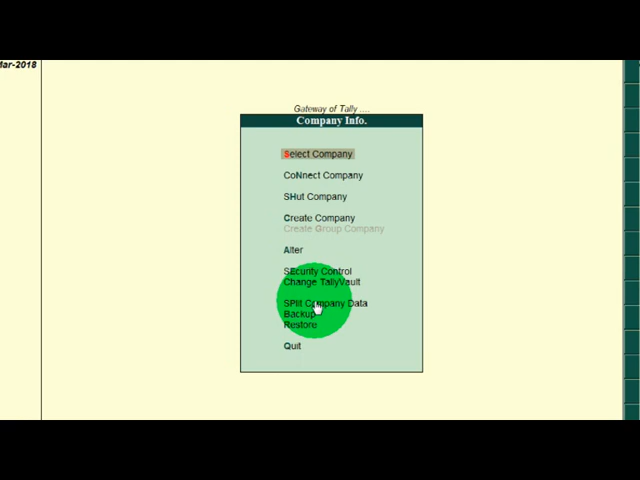 Mar-2018
Gateway of Tally ....
Company Info.
Select Company
CoNnect Company
SHut Company
Create Company
Create Group Company
Alter
SEcurity Control
Change TallyVault
SPlit Company Data
Backup
Restore
Quit